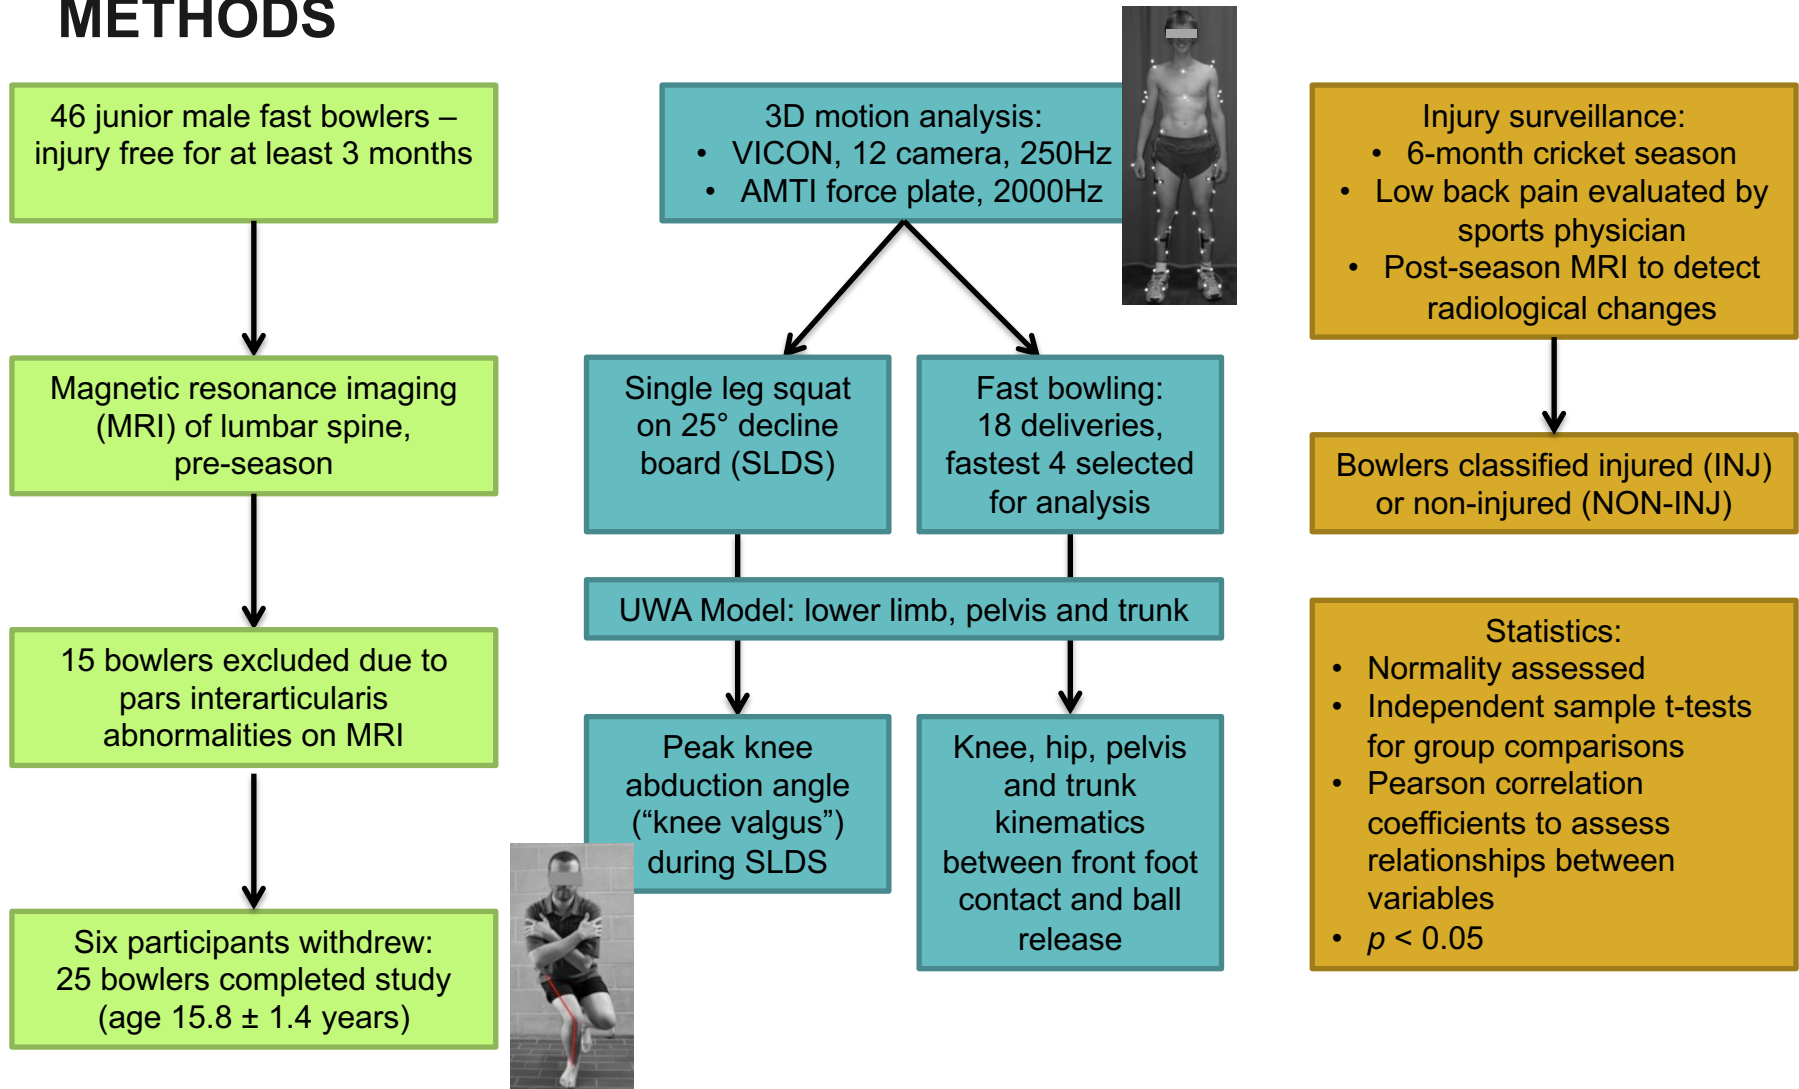 METHODS
46 junior male fast bowlers –
injury free for at least 3 months
Magnetic resonance imaging
(MRI) of lumbar spine,
pre-season
15 bowlers excluded due to
pars interarticularis
abnormalities on MRI
Six participants withdrew:
25 bowlers completed study
(age 15.8 ± 1.4 years)
3D motion analysis:
• VICON, 12 camera, 250Hz
• AMTI force plate, 2000Hz
Single leg squat
on 25° decline
board (SLDS)
Fast bowling:
18 deliveries,
fastest 4 selected
for analysis
UWA Model: lower limb, pelvis and trunk
Peak knee
abduction angle
(“knee valgus”)
during SLDS
Knee, hip, pelvis
and trunk
kinematics
between front foot
contact and ball
release
Injury surveillance:
• 6-month cricket season
• Low back pain evaluated by
sports physician
• Post-season MRI to detect
radiological changes
Bowlers classified injured (INJ)
or non-injured (NON-INJ)
Statistics:
• Normality assessed
• Independent sample t-tests
for group comparisons
• Pearson correlation
coefficients to assess
relationships between
variables
• p < 0.05